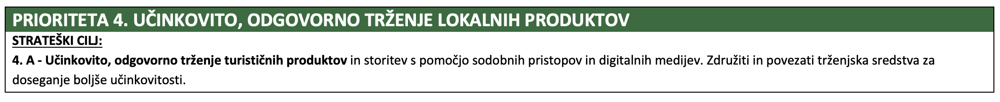 PRIORITETA 4. UČINKOVITO, ODGOVORNO TRŽENJE LOKALNIH PRODUKTOV
STRATEŠKI CILJ:
4. A - Učinkovito, odgovorno trženje turističnih produktov in storitev s pomočjo sodobnih pristopov in digitalnih medijev. Združiti in povezati trženjska sredstva za
doseganje boljše učinkovitosti.